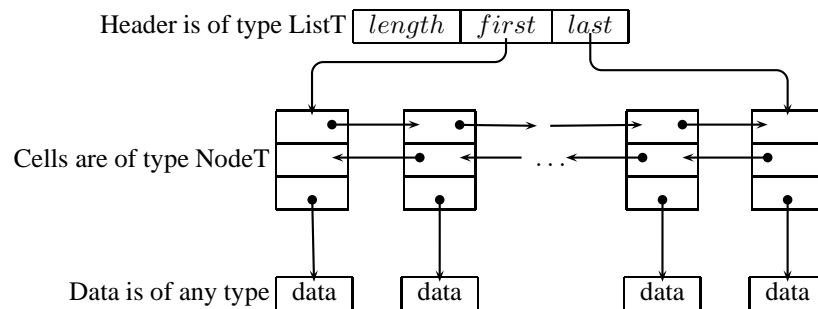 Header is of type ListT length first last
Cells are of type NodeT ...
Data is of any type data data data data